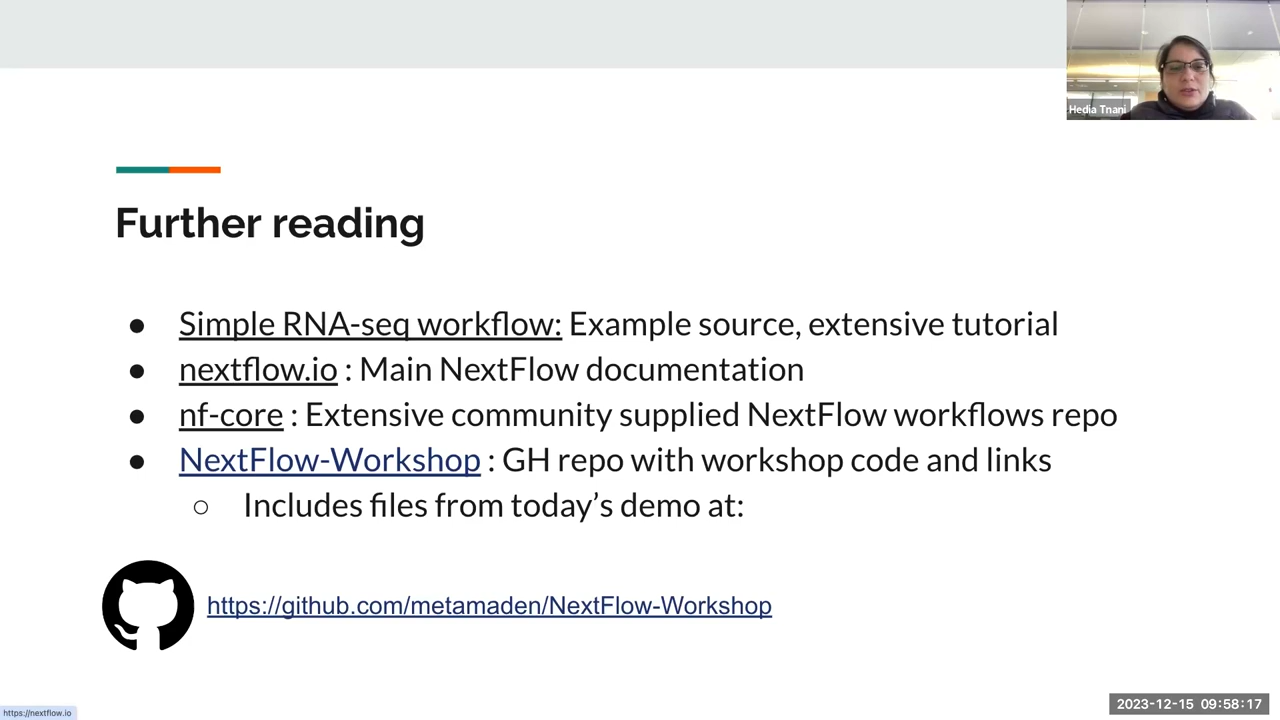 Hedia Tnani
Further reading
● Simple RNA-seq workflow: Example source, extensive tutorial
● nextflow.io : Main NextFlow documentation
● nf-core : Extensive community supplied NextFlow workflows repo
● NextFlow-Workshop : GH repo with workshop code and links
○ Includes files from today’s demo at:
https://github.com/metamaden/NextFlow-Workshop
https://nextflow.io
2023-12-15 09:58:17